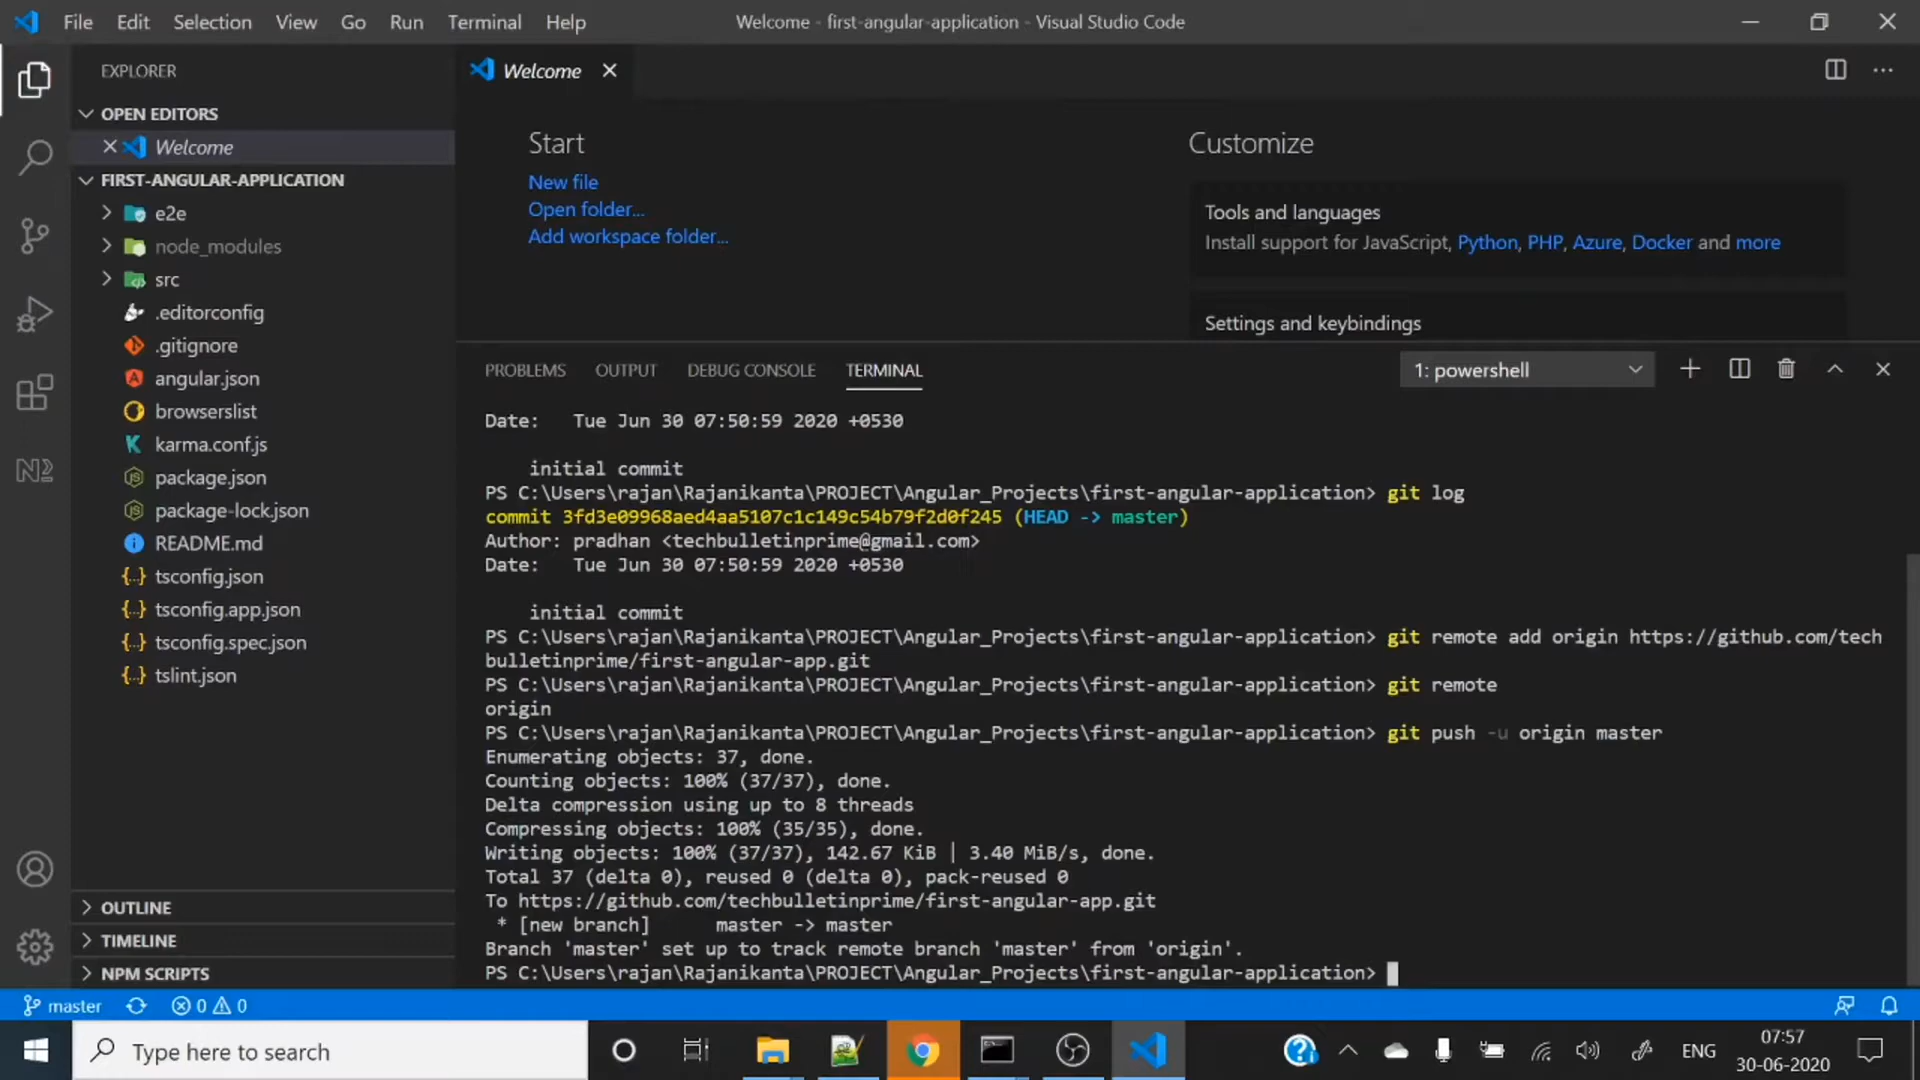 File Edit Selection View Go Run Terminal Help
Welcome - first-angular-application - Visual Studio Code
EXPLORER
OPEN EDITORS
Welcome
FIRST-ANGULAR-APPLICATION
e2e
node_modules
src
.editorconfig
.gitignore
angular.json
browserslist
karma.conf.js
package.json
package-lock.json
README.md
tsconfig.json
tsconfig.app.json
tsconfig.spec.json
tslint.json
OUTLINE
TIMELINE
NPM SCRIPTS
Welcome
Start
New file
Open folder...
Add workspace folder...
Customize
Tools and languages
Install support for JavaScript, Python, PHP, Azure, Docker and more
Settings and keybindings
PROBLEMS OUTPUT DEBUG CONSOLE TERMINAL
1: powershell
Date:   Tue Jun 30 07:50:59 2020 +0530
initial commit
PS C:\Users\rajan\Rajanikanta\PROJECT\Angular_Projects\first-angular-application> git log
commit 3fd3e09968aed4aa5107c1c149c54b79f2d0f245 (HEAD -> master)
Author: pradhan <techbulletinprime@gmail.com>
Date:   Tue Jun 30 07:50:59 2020 +0530
initial commit
PS C:\Users\rajan\Rajanikanta\PROJECT\Angular_Projects\first-angular-application> git remote add origin https://github.com/tech
bulletinprime/first-angular-app.git
PS C:\Users\rajan\Rajanikanta\PROJECT\Angular_Projects\first-angular-application> git remote
origin
PS C:\Users\rajan\Rajanikanta\PROJECT\Angular_Projects\first-angular-application> git push -u origin master
Enumerating objects: 37, done.
Counting objects: 100% (37/37), done.
Delta compression using up to 8 threads
Compressing objects: 100% (35/35), done.
Writing objects: 100% (37/37), 142.67 KiB | 3.40 MiB/s, done.
Total 37 (delta 0), reused 0 (delta 0), pack-reused 0
To https://github.com/techbulletinprime/first-angular-app.git
* [new branch]      master -> master
Branch 'master' set up to track remote branch 'master' from 'origin'.
PS C:\Users\rajan\Rajanikanta\PROJECT\Angular_Projects\first-angular-application>
master 0 0
Type here to search
ENG
07:57
30-06-2020